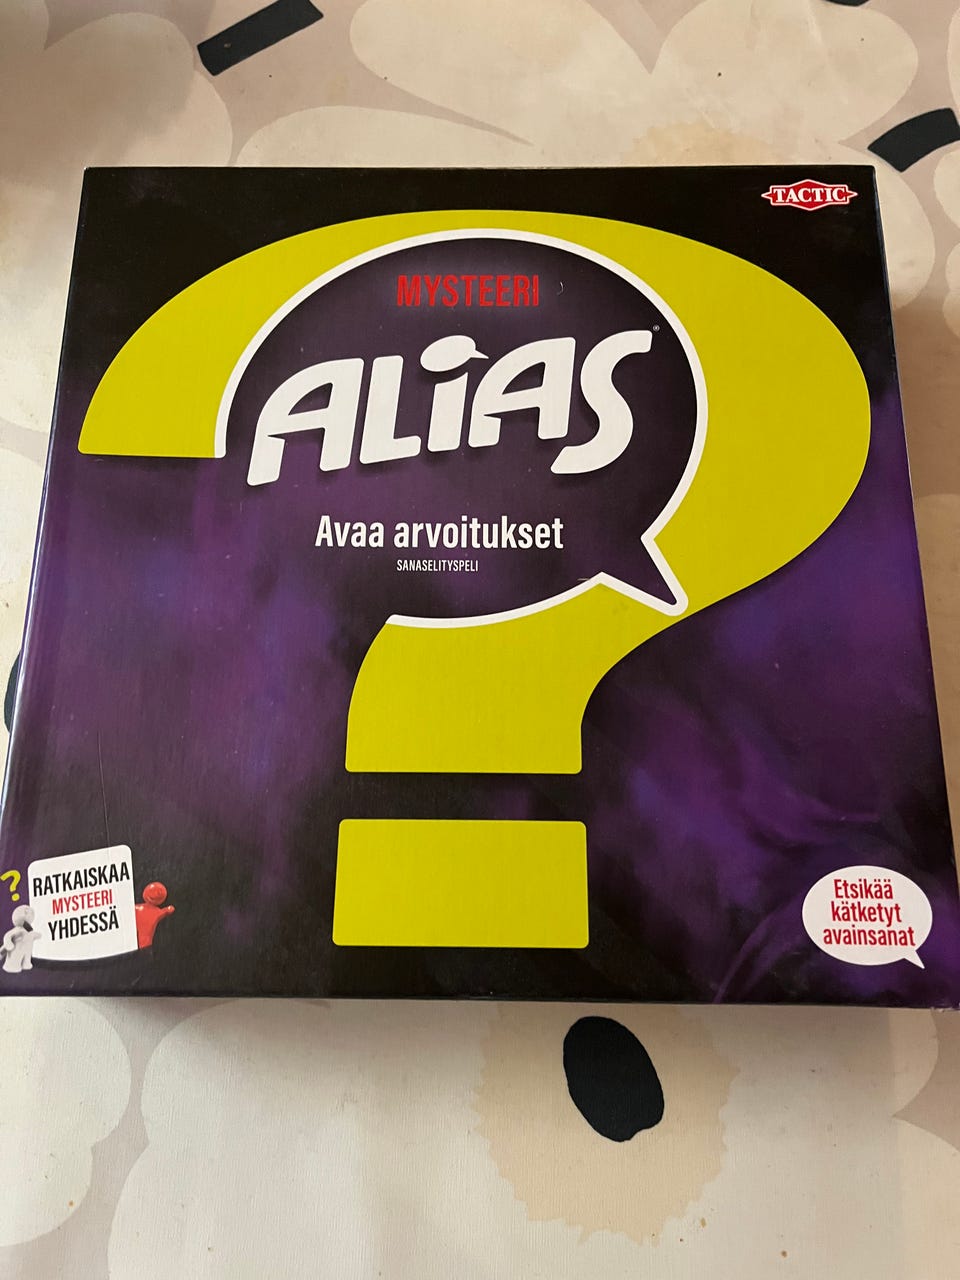 TACTIC
MYSTEERI
ALiAS®
Avaa arvoitukset
SANASELITYSPELI
?
RATKAISKAA
MYSTEERI
YHDESSÄ
Etsikää
kätketyt
avainsanat